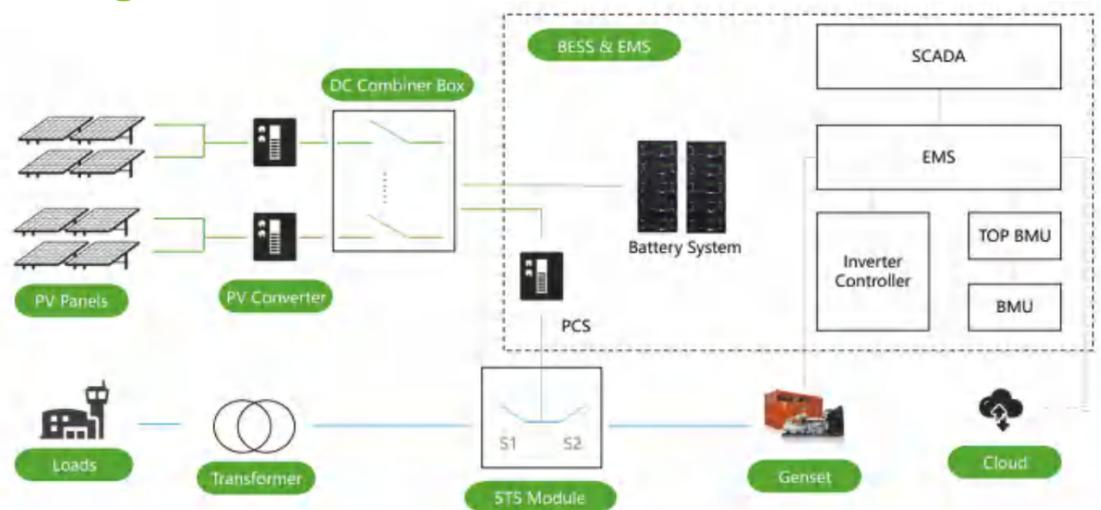 BESS & EMS
SCADA
DC Combiner Box
EMS
Battery System
TOP BMU
Inverter
Controller
PV Panels
PV Converter
BMU
PCS
S1
S2
Loads
Transformer
STS Module
Genset
Cloud